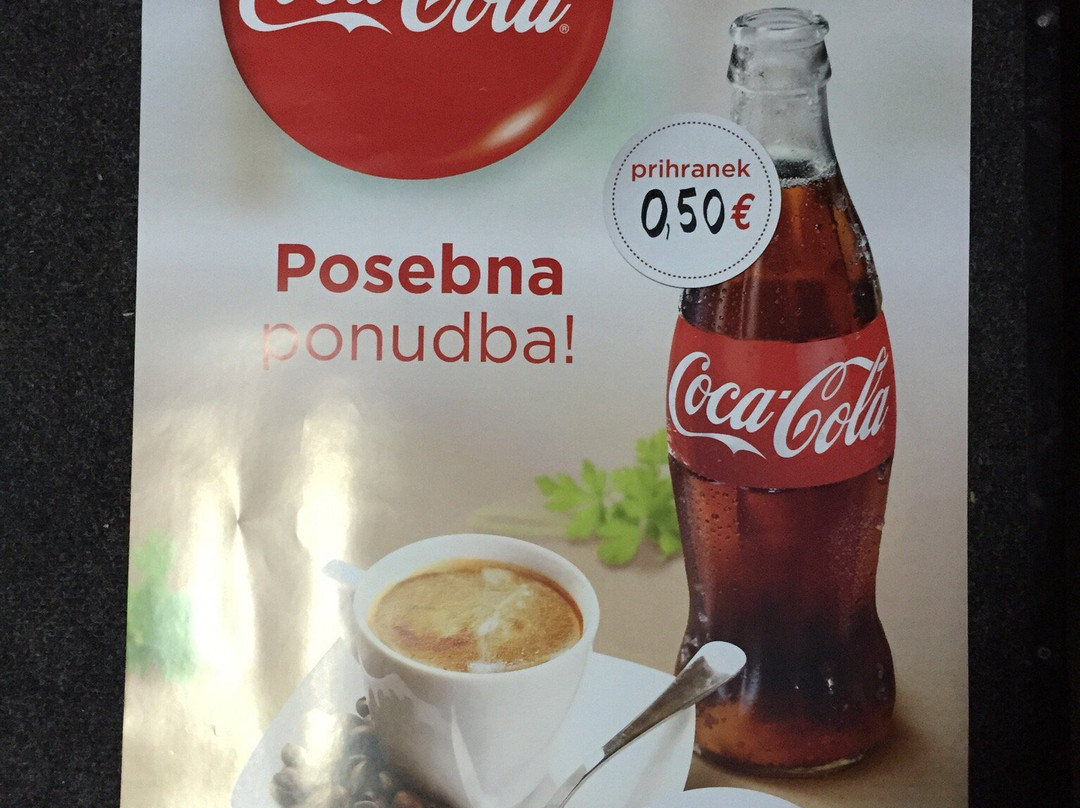 Coca-Cola®
prihranek
0,50€
Posebna
ponudba!
Coca-Cola